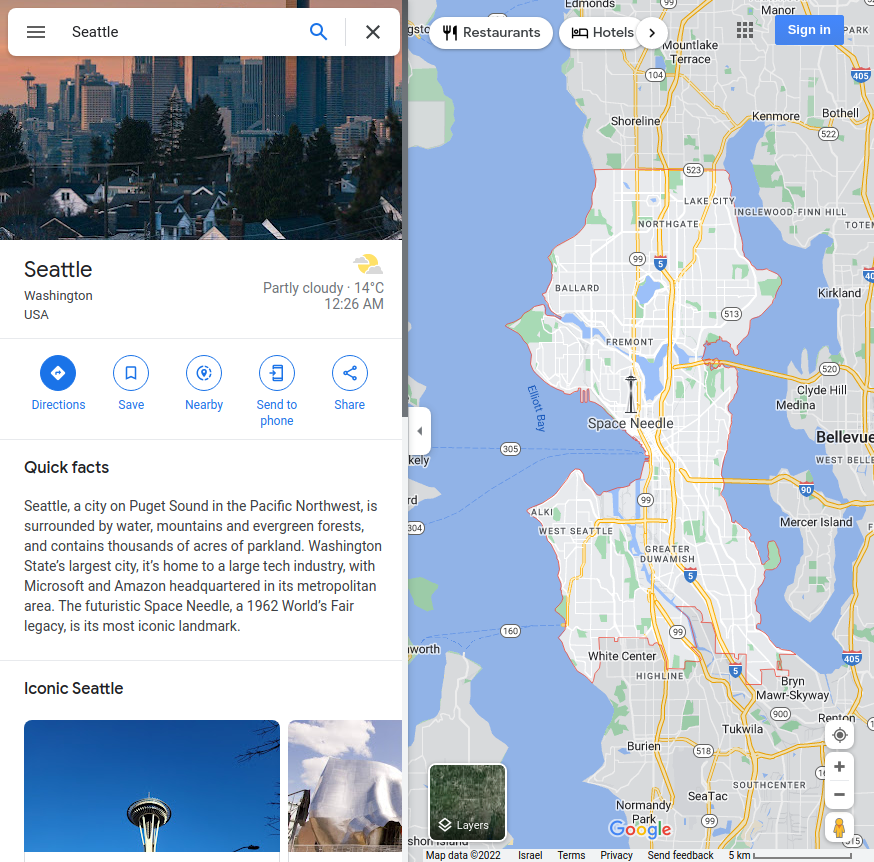 Seattle
Seattle
Washington
USA
Partly cloudy · 14°C
12:26 AM
Directions
Save
Nearby
Send to
phone
Share
Quick facts
Seattle, a city on Puget Sound in the Pacific Northwest, is
surrounded by water, mountains and evergreen forests,
and contains thousands of acres of parkland. Washington
State's largest city, it's home to a large tech industry, with
Microsoft and Amazon headquartered in its metropolitan
area. The futuristic Space Needle, a 1962 World's Fair
legacy, is its most iconic landmark.
Iconic Seattle
Restaurants
Hotels
Sign in
Edmonds
99
Manor
PARK
Mountlake
Terrace
104
405
Shoreline
Kenmore
Bothell
522
523
LAKE CITY
INGLEWOOD-FINN HILL
NORTHGATE
TOTEM
99
5
BALLARD
Kirkland
513
FREMONT
520
Clyde Hill
Medina
Elliott Bay
Space Needle
Bellevue
305
WEST BELLE
90
99
ALKI
Mercer Island
304
WEST SEATTLE
GREATER
DUWAMISH
5
160
99
White Center
405
5
HIGHLINE
Bryn
Mawr-Skyway
900
Renton
Tukwila
Burien
518
SOUTHCENTER
SeaTac
Normandy
Park
99
Layers
Google
Map data ©2022
Israel
Terms
Privacy
Send feedback
5 km